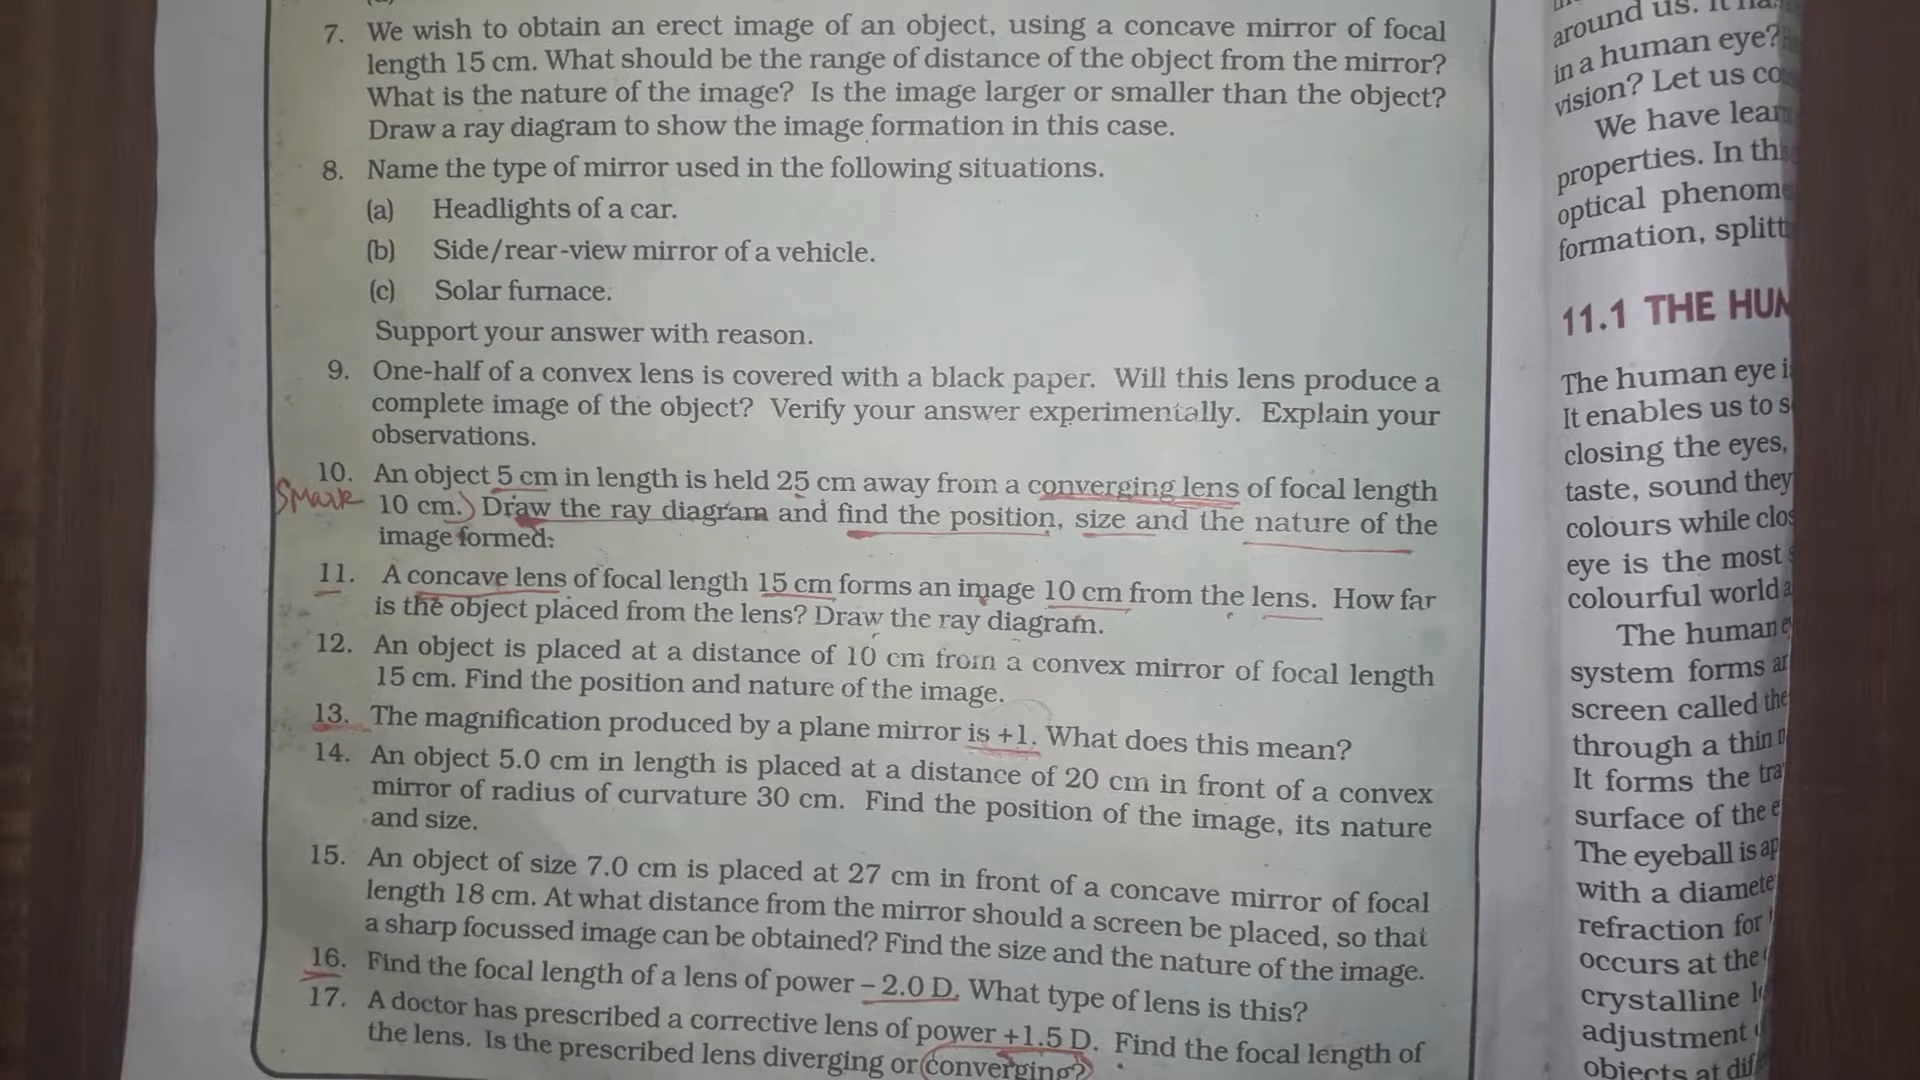 7. We wish to obtain an erect image of an object, using a concave mirror of focal
length 15 cm. What should be the range of distance of the object from the mirror?
What is the nature of the image? Is the image larger or smaller than the object?
Draw a ray diagram to show the image formation in this case.
8. Name the type of mirror used in the following situations.
(a) Headlights of a car.
(b) Side/rear-view mirror of a vehicle.
(c) Solar furnace.
Support your answer with reason.
9. One-half of a convex lens is covered with a black paper. Will this lens produce a
complete image of the object? Verify your answer experimentally. Explain your
observations.
10. An object 5 cm in length is held 25 cm away from a converging lens of focal length
5 Mark 10 cm. Draw the ray diagram and find the position, size and the nature of the
image formed.
11. A concave lens of focal length 15 cm forms an image 10 cm from the lens. How far
is the object placed from the lens? Draw the ray diagram.
12. An object is placed at a distance of 10 cm from a convex mirror of focal length
15 cm. Find the position and nature of the image.
13. The magnification produced by a plane mirror is +1. What does this mean?
14. An object 5.0 cm in length is placed at a distance of 20 cm in front of a convex
mirror of radius of curvature 30 cm. Find the position of the image, its nature
and size.
15. An object of size 7.0 cm is placed at 27 cm in front of a concave mirror of focal
length 18 cm. At what distance from the mirror should a screen be placed, so that
a sharp focussed image can be obtained? Find the size and the nature of the image.
16. Find the focal length of a lens of power – 2.0 D. What type of lens is this?
17. A doctor has prescribed a corrective lens of power +1.5 D. Find the focal length of
the lens. Is the prescribed lens diverging or converging?
around us. It
in a human eye?
vision? Let us
We have
properties. In
optical
formation,
11.1 THE
The human eye
It enables us to
closing the eyes,
taste, sound they
colours while
eye is the most
colourful world
The human
system forms
screen called the
through a thin
It forms the
surface of the
The eyeball is
with a
refraction for
occurs at the
crystalline
adjustment
objects at